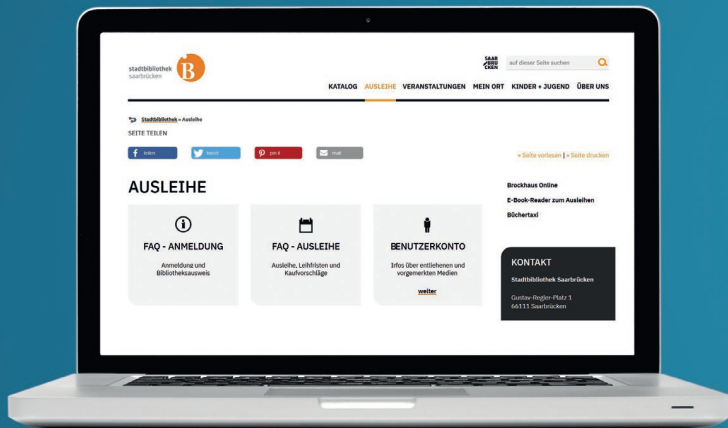 stadtbibliothek
saarbrücken
B
SAAR
BRÜ
CKEN
auf dieser Seite suchen
KATALOG AUSLEIHE VERANSTALTUNGEN MEIN ORT KINDER + JUGEND ÜBER UNS
Stadtbibliothek » Ausleihe
SEITE TEILEN
teilen
tweet
pin it
mail
» Seite vorlesen | » Seite drucken
AUSLEIHE
FAQ - ANMELDUNG
Anmeldung und
Bibliotheksausweis
FAQ - AUSLEIHE
Ausleihe, Leihfristen und
Kaufvorschläge
BENUTZERKONTO
Infos über entliehenen und
vorgemerkten Medien
weiter
Brockhaus Online
E-Book-Reader zum Ausleihen
Büchertaxi
KONTAKT
Stadtbibliothek Saarbrücken
Gustav-Regler-Platz 1
66111 Saarbrücken